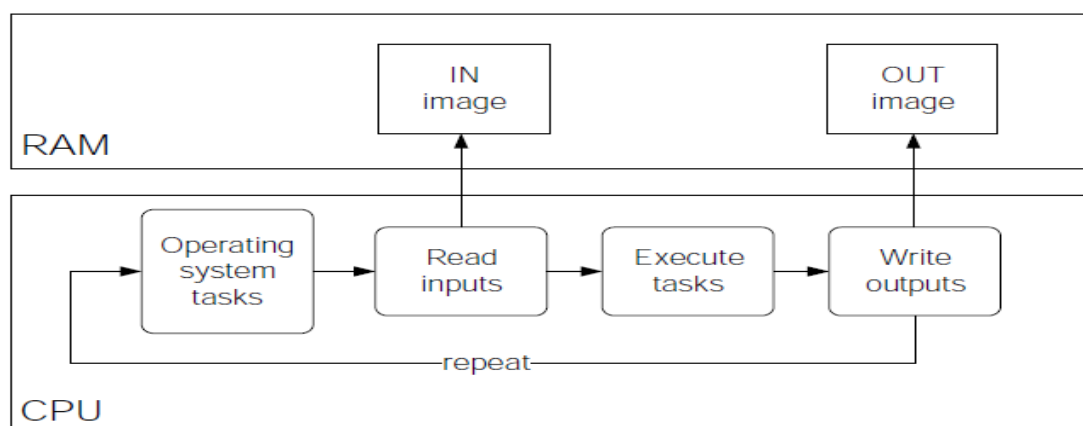 IN
image
OUT
image
RAM
Operating
system
tasks
Read
inputs
Execute
tasks
Write
outputs
repeat
CPU